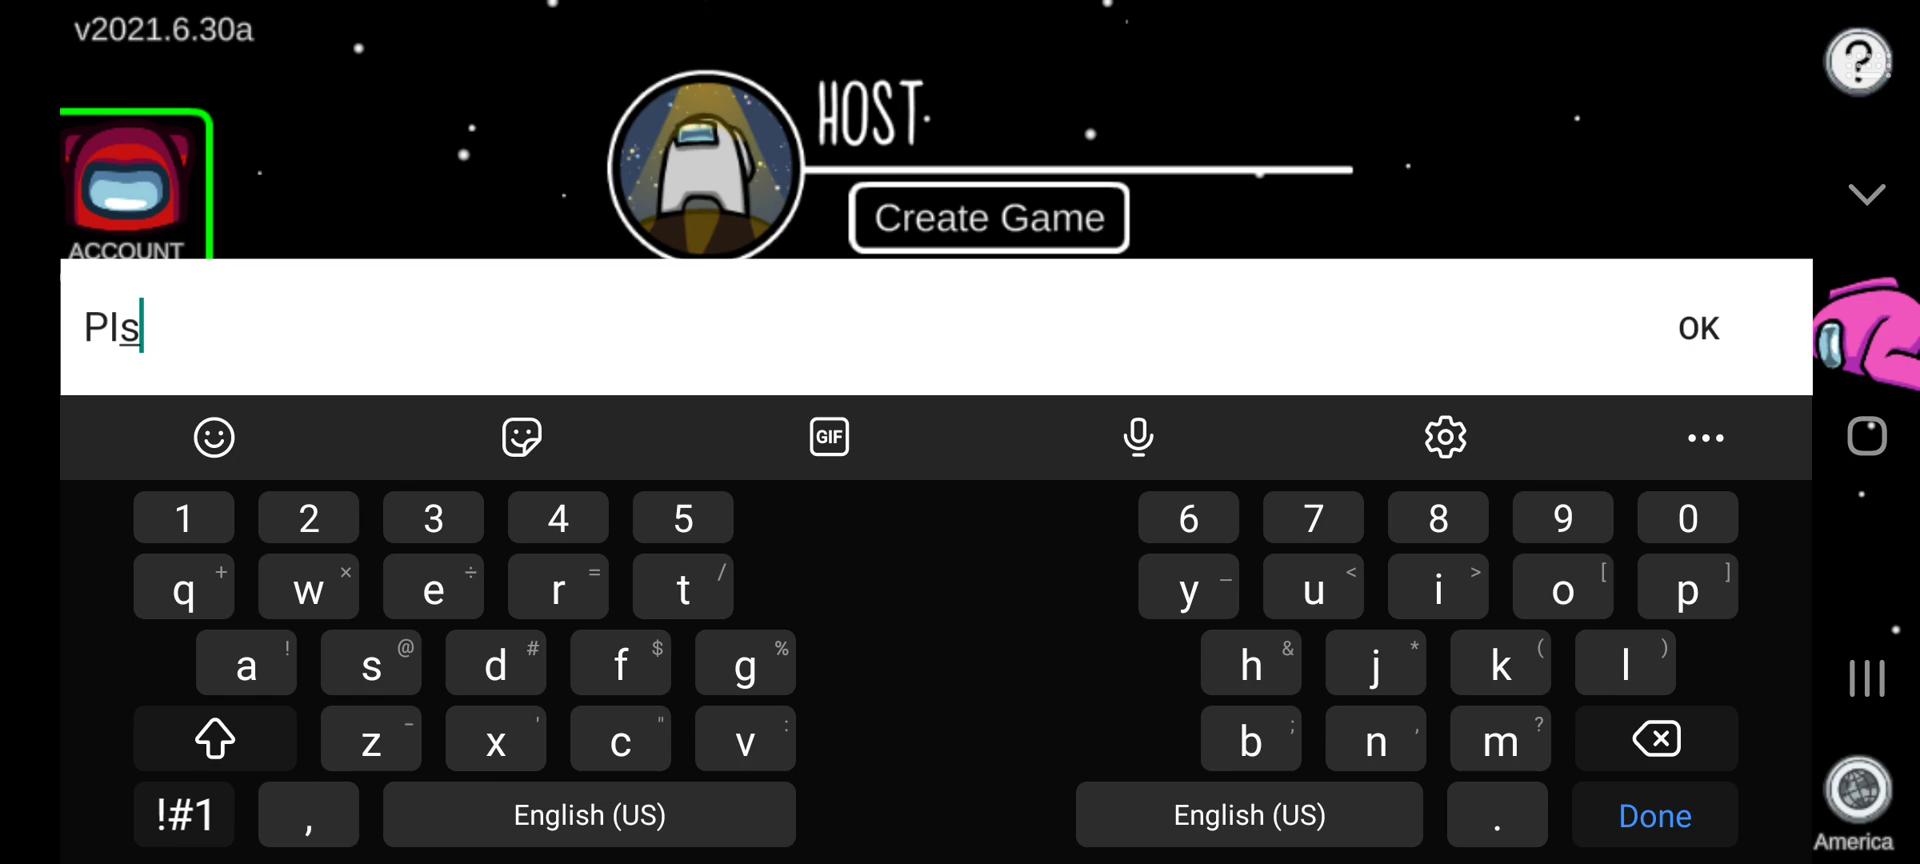 v2021.6.30a
HOST
ACCOUNT
Create Game
Pls
OK
GIF
1 2 3 4 5 6 7 8 9 0
q + w × e ÷ r = t / y _ u < i > o [ p ]
a ! s @ d # f $ g % h & j * k ( l )
z - x ' c " v : b ; n , m ?
!#1 , English (US) English (US) . Done
America